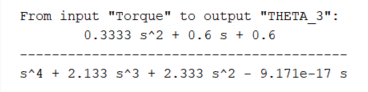 From input "Torque" to output "THETA_3":
0.3333 s^2 + 0.6 s + 0.6
----------------------------------------
s^4 + 2.133 s^3 + 2.333 s^2 - 9.171e-17 s